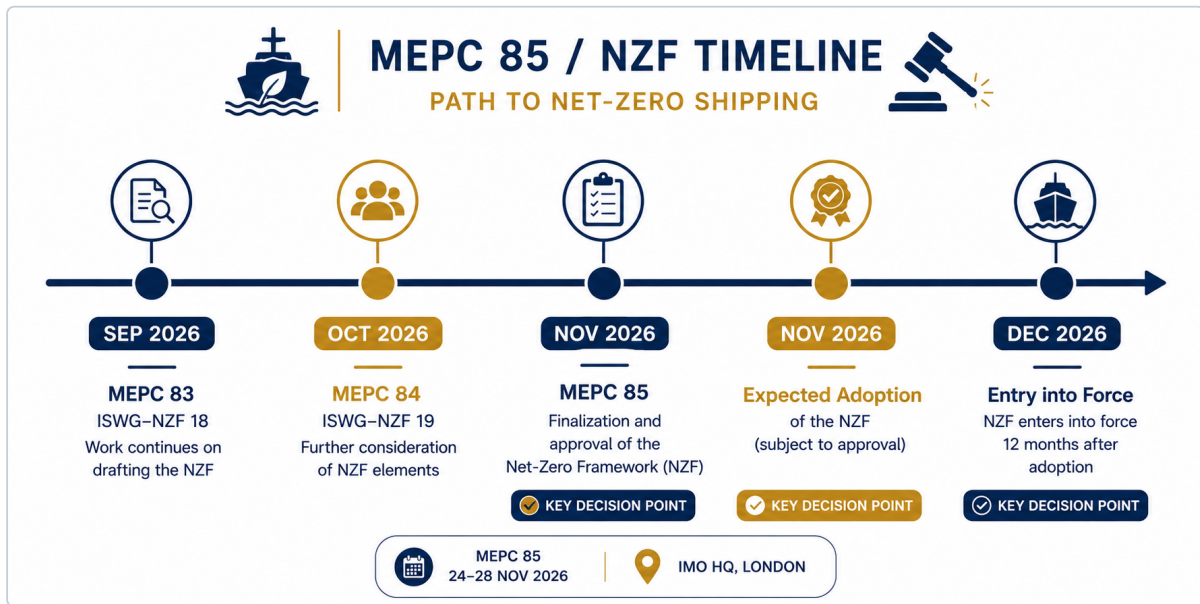 MEPC 85 / NZF TIMELINE
PATH TO NET-ZERO SHIPPING
SEP 2026
MEPC 83
ISWG–NZF 18
Work continues on
drafting the NZF
OCT 2026
MEPC 84
ISWG–NZF 19
Further consideration
of NZF elements
NOV 2026
MEPC 85
Finalization and
approval of the
Net-Zero Framework (NZF)
KEY DECISION POINT
NOV 2026
Expected Adoption
of the NZF
(subject to approval)
KEY DECISION POINT
DEC 2026
Entry into Force
NZF enters into force
12 months after
adoption
KEY DECISION POINT
MEPC 85
24–28 NOV 2026
IMO HQ, LONDON